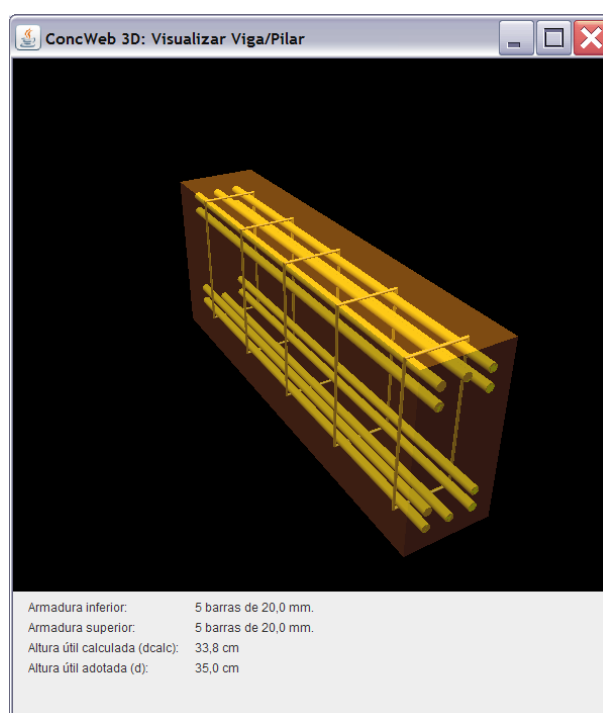 ConcWeb 3D: Visualizar Viga/Pilar
Armadura inferior: 5 barras de 20,0 mm.
Armadura superior: 5 barras de 20,0 mm.
Altura útil calculada (dcalc): 33,8 cm
Altura útil adotada (d): 35,0 cm